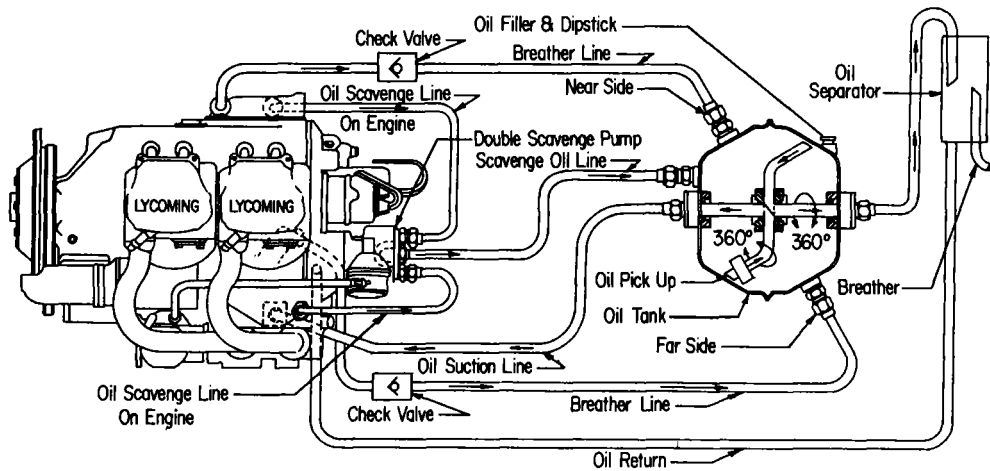 Oil Filler & Dipstick
Check Valve
Breather Line
Oil
Separator
Oil Scavenge Line
On Engine
Near Side
Double Scavenge Pump
Scavenge Oil Line
LYCOMING
LYCOMING
360°
360°
Oil Pick Up
Breather
Oil Tank
Far Side
Oil Suction Line
Oil Scavenge Line
On Engine
Check Valve
Breather Line
Oil Return